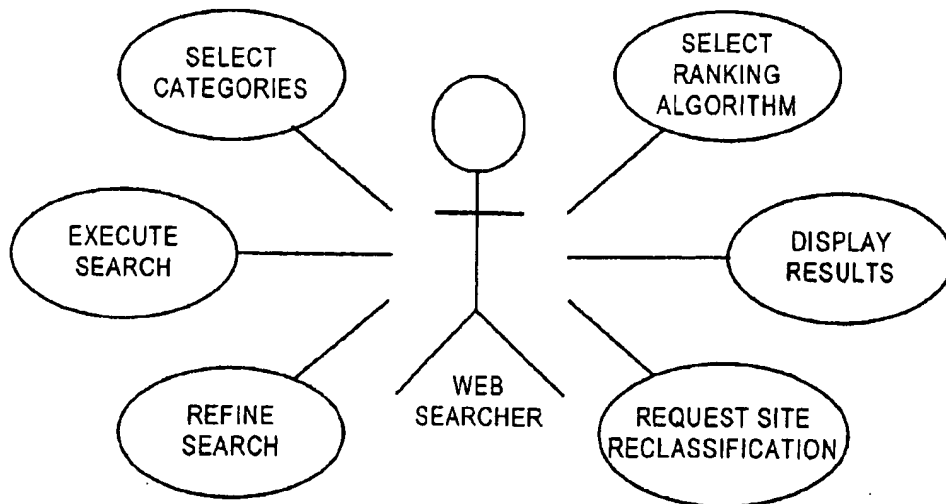 SELECT
CATEGORIES
SELECT
RANKING
ALGORITHM
EXECUTE
SEARCH
DISPLAY
RESULTS
REFINE
SEARCH
WEB
SEARCHER
REQUEST SITE
RECLASSIFICATION